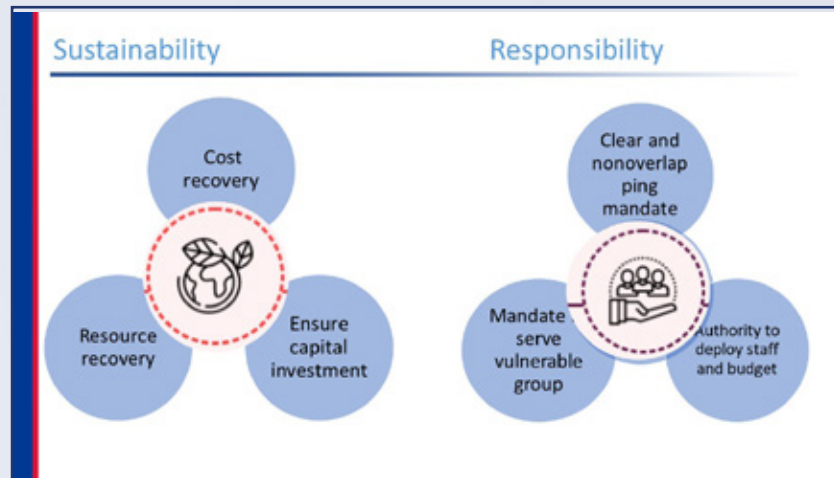 Sustainability
Cost
recovery
Resource
recovery
Ensure
capital
investment
Responsibility
Clear and
nonoverlap
ping
mandate
Mandate
serve
vulnerable
group
Authority to
deploy staff
and budget